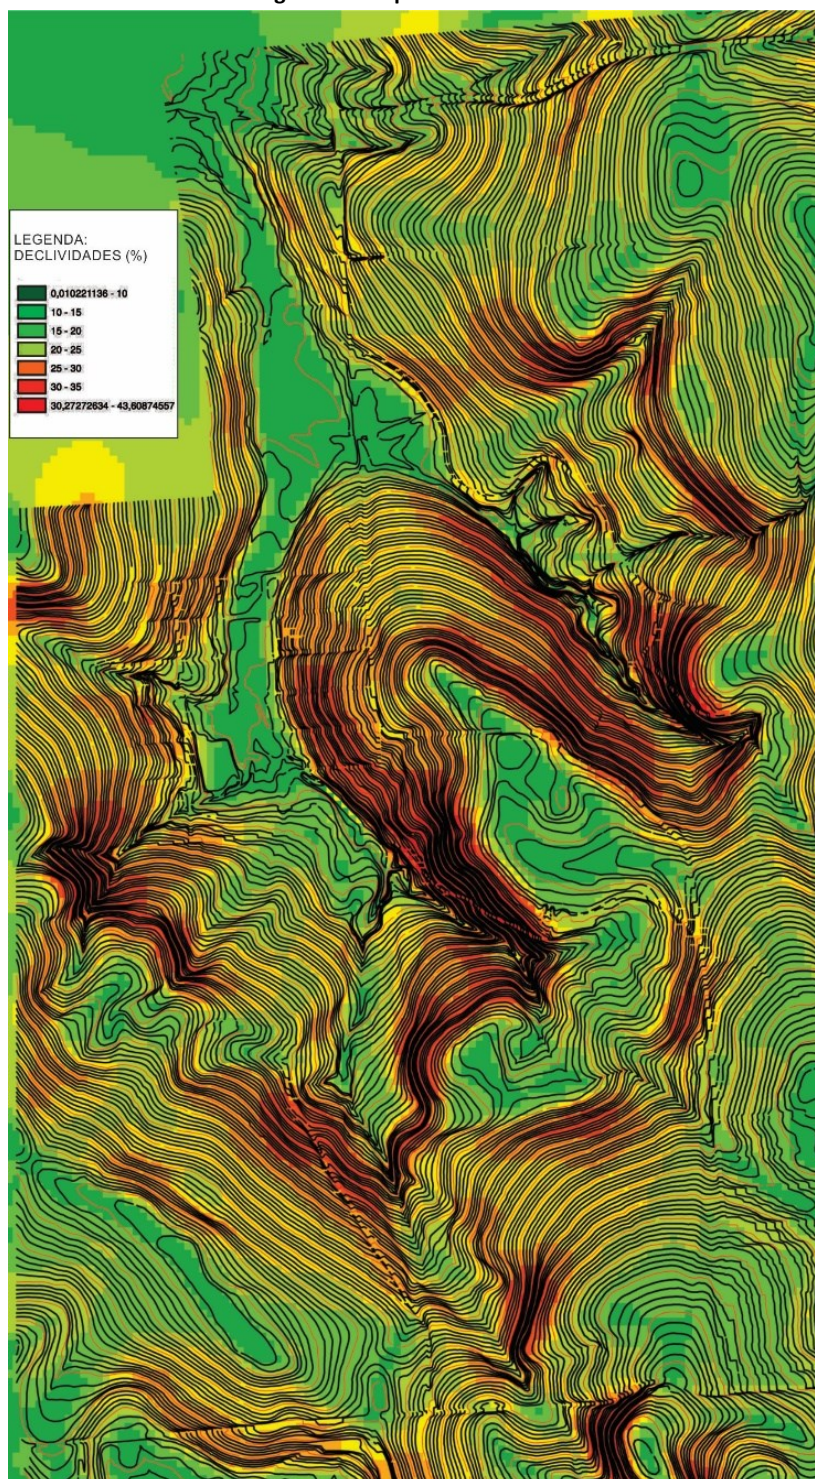 LEGENDA:
DECLIVIDADES (%)
0,010221136 - 10
10 - 15
15 - 20
20 - 25
25 - 30
30 - 35
30,27272634 - 43,60874557